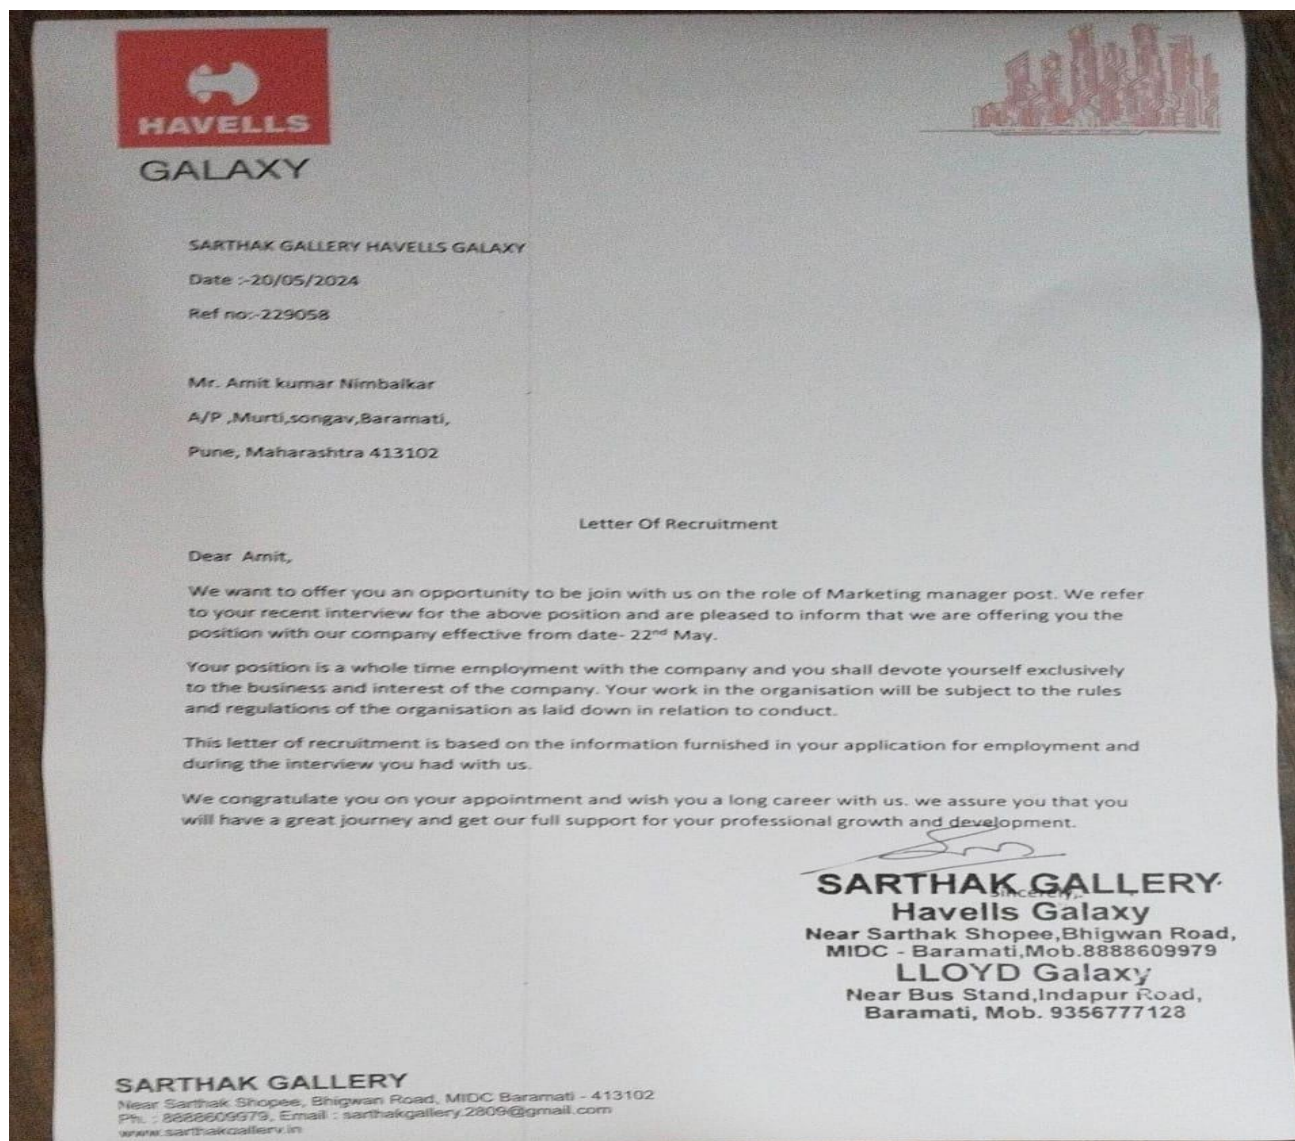 HAVELLS
GALAXY
SARTHAK GALLERY HAVELLS GALAXY
Date :-20/05/2024
Ref no:-229058
Mr. Amit kumar Nimbalkar
A/P ,Murti,songav,Baramati,
Pune, Maharashtra 413102
Letter Of Recruitment
Dear Amit,
We want to offer you an opportunity to be join with us on the role of Marketing manager post. We refer
to your recent interview for the above position and are pleased to inform that we are offering you the
position with our company effective from date- 22nd May.
Your position is a whole time employment with the company and you shall devote yourself exclusively
to the business and interest of the company. Your work in the organisation will be subject to the rules
and regulations of the organisation as laid down in relation to conduct.
This letter of recruitment is based on the information furnished in your application for employment and
during the interview you had with us.
We congratulate you on your appointment and wish you a long career with us. we assure you that you
will have a great journey and get our full support for your professional growth and development.
SARTHAK GALLERY
Sincerely,
Havells Galaxy
Near Sarthak Shopee,Bhigwan Road,
MIDC - Baramati,Mob.8888609979
LLOYD Galaxy
Near Bus Stand,Indapur Road,
Baramati, Mob. 9356777123
SARTHAK GALLERY
Near Sarthak Shopee, Bhigwan Road, MIDC Baramati - 413102
Ph. : 8888609979, Email : sarthakgallery.2809@gmail.com
www.sarthakgallery.in